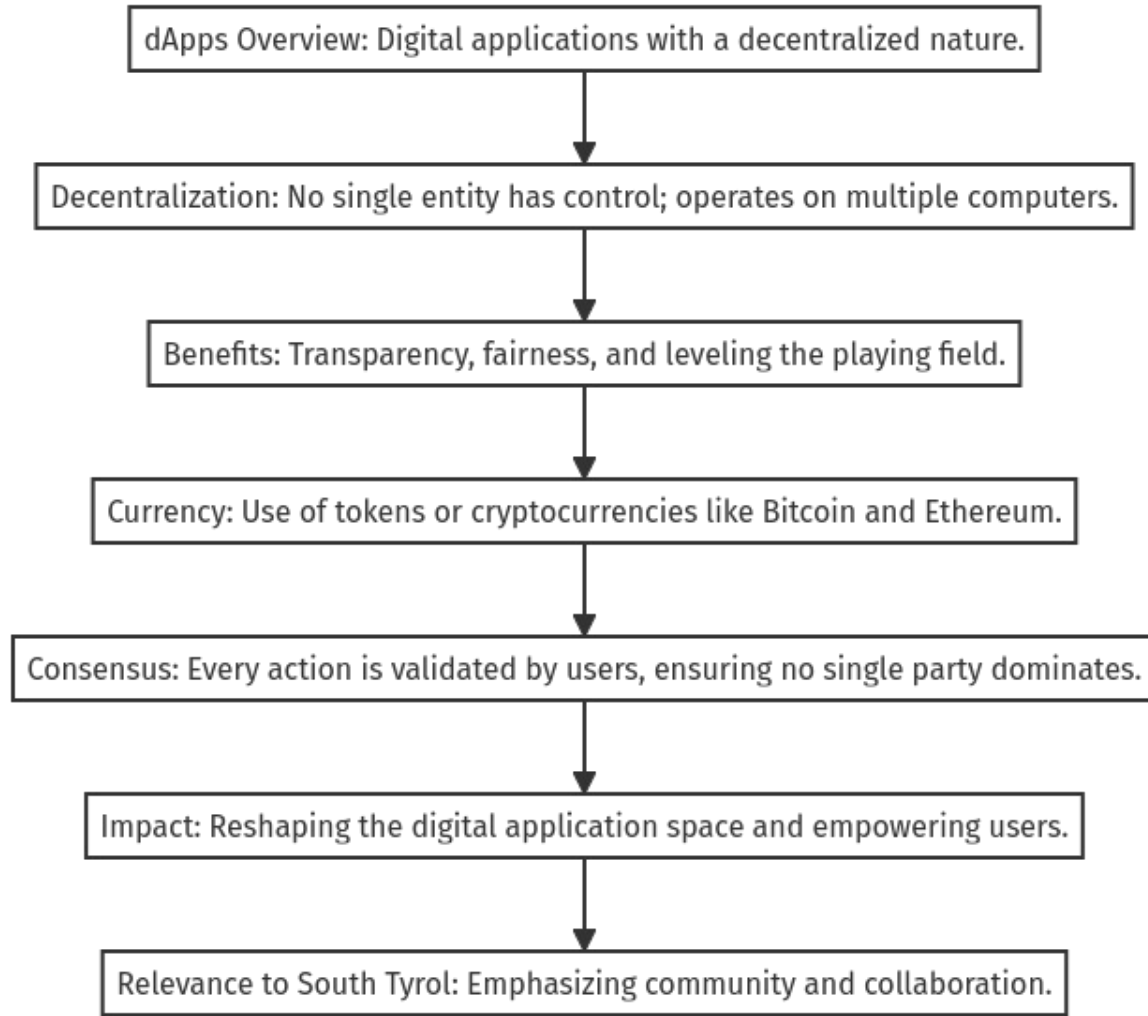 dApps Overview: Digital applications with a decentralized nature.
Decentralization: No single entity has control; operates on multiple computers.
Benefits: Transparency, fairness, and leveling the playing field.
Currency: Use of tokens or cryptocurrencies like Bitcoin and Ethereum.
Consensus: Every action is validated by users, ensuring no single party dominates.
Impact: Reshaping the digital application space and empowering users.
Relevance to South Tyrol: Emphasizing community and collaboration.